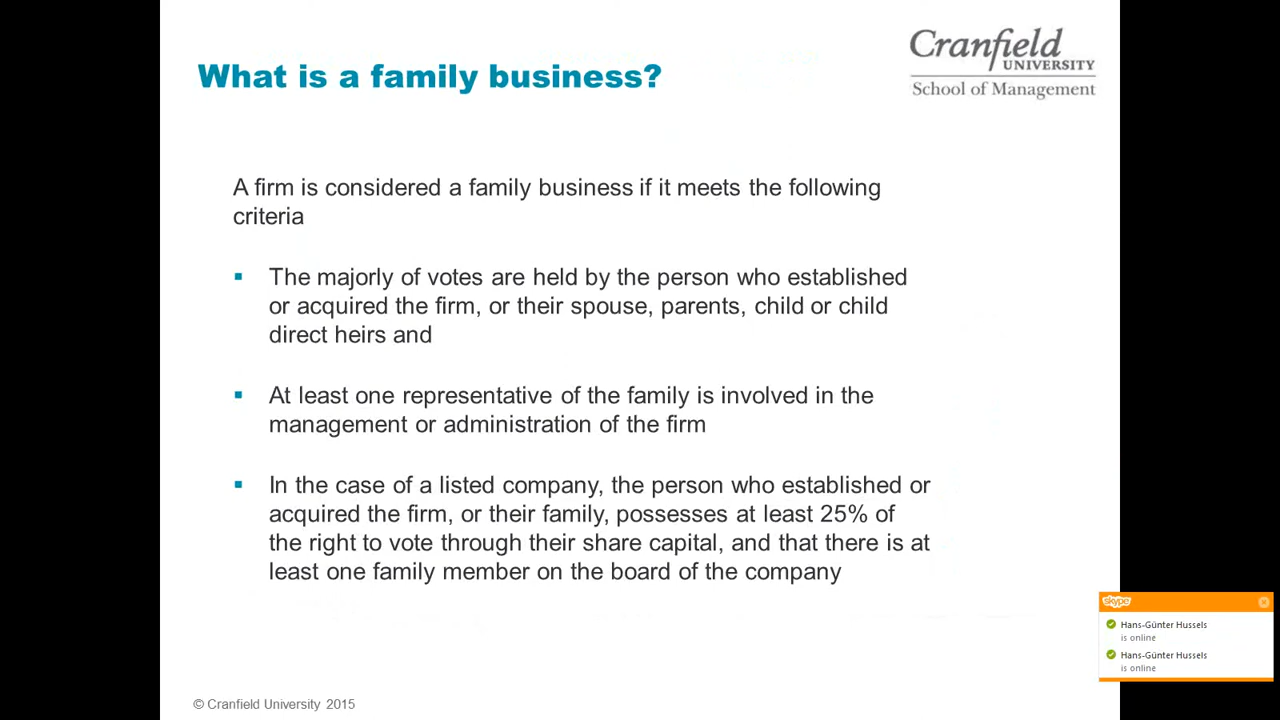 What is a family business?
Cranfield
UNIVERSITY
School of Management
A firm is considered a family business if it meets the following
criteria
The majorly of votes are held by the person who established
or acquired the firm, or their spouse, parents, child or child
direct heirs and
At least one representative of the family is involved in the
management or administration of the firm
In the case of a listed company, the person who established or
acquired the firm, or their family, possesses at least 25% of
the right to vote through their share capital, and that there is at
least one family member on the board of the company
skype
Hans-Günter Hussels
is online
Hans-Günter Hussels
is online
© Cranfield University 2015